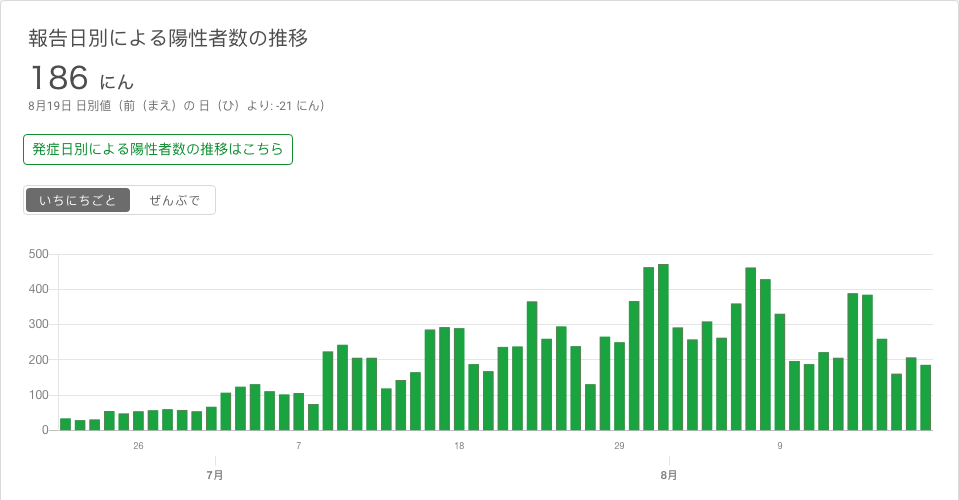 報告日別による陽性者数の推移
186 にん
8月19日 日別値（前（まえ）の 日（ひ）より: -21 にん）
発症日別による陽性者数の推移はこちら
いちにちごと ぜんぶで
500
400
300
200
100
0
26 7 18 29 9
7月 8月